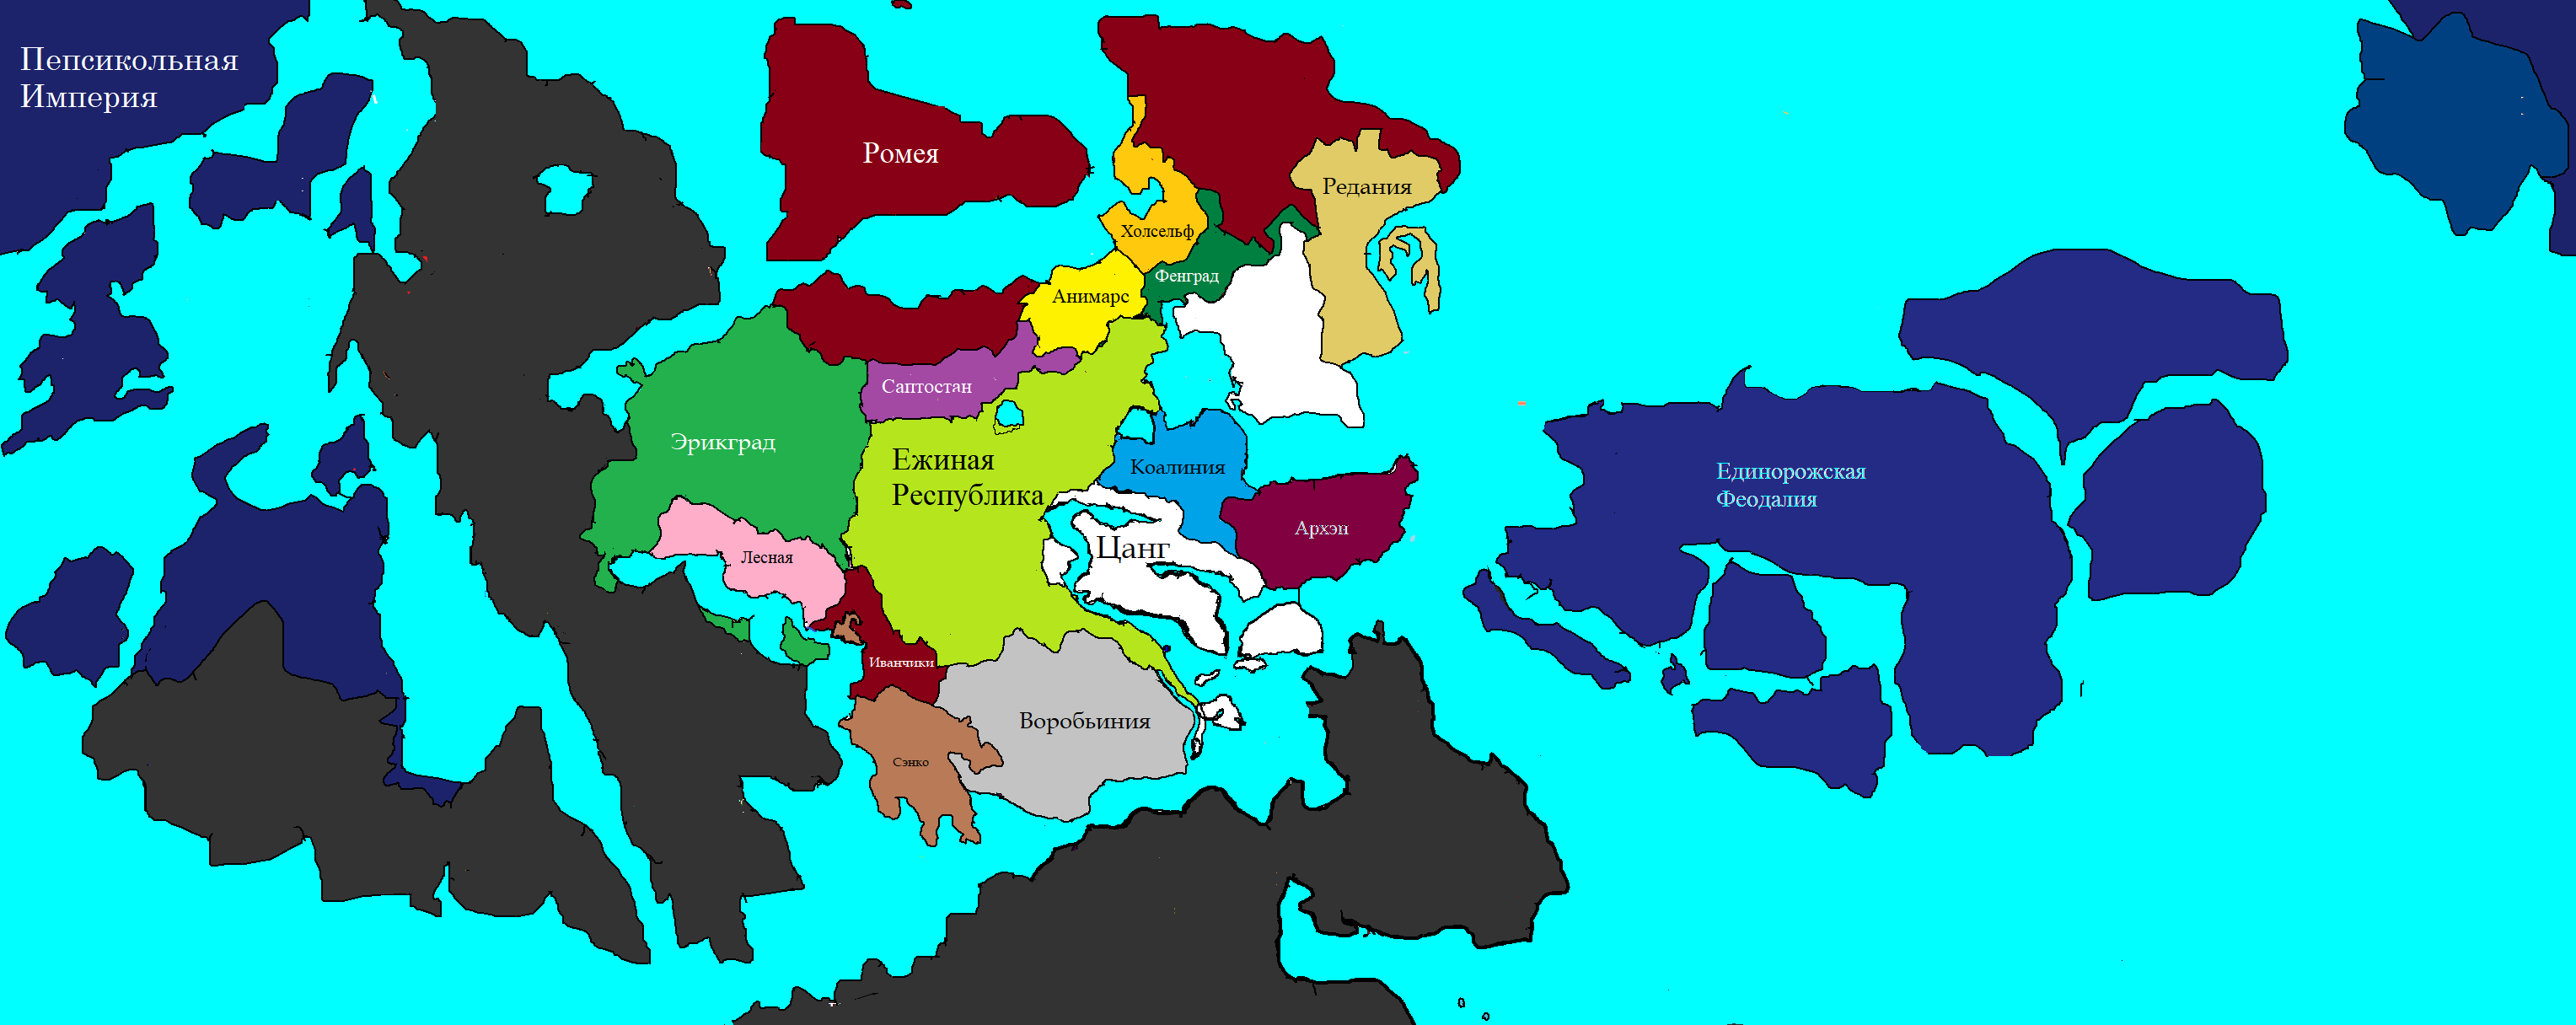 Пепсикольная
Империя
Ромея
Редания
Холсельф
Фенград
Анимарс
Саптостан
Эрикград
Ежиная
Республика
Коалиния
Единорожская
Феодалия
Архэп
Цанг
Лесная
Иванчики
Воробьиния
Сэнко